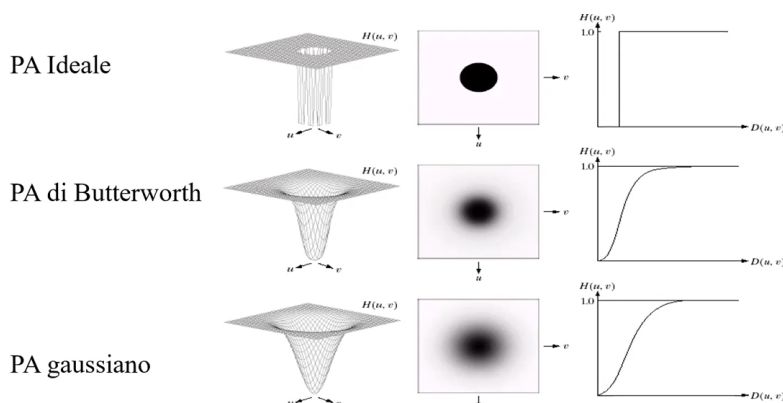 PA Ideale
H(u, v)
u
v
v
u
H(u, v)
1.0
D(u, v)
PA di Butterworth
H(u, v)
u
v
v
u
H(u, v)
1.0
D(u, v)
PA gaussiano
H(u, v)
v
H(u, v)
1.0
D(u, v)